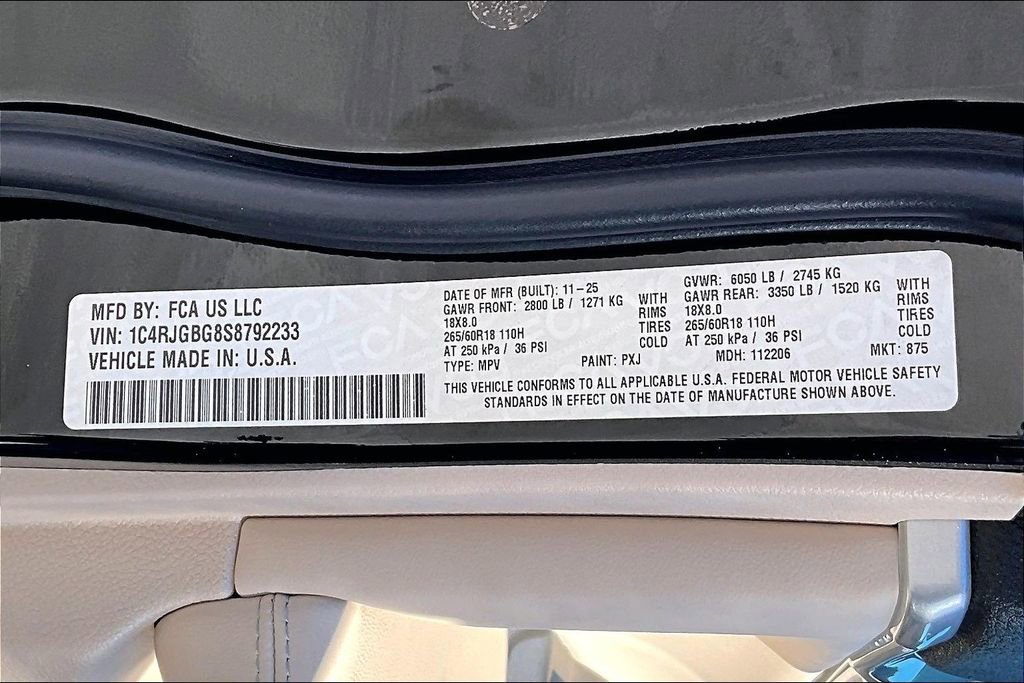 MFD BY: FCA US LLC
VIN: 1C4RJGBG8S8792233
VEHICLE MADE IN: U.S.A.
DATE OF MFR (BUILT): 11-25
GAWR FRONT: 2800 LB / 1271 KG WITH
18X8.0 RIMS
265/60R18 110H TIRES
AT 250 kPa / 36 PSI COLD
TYPE: MPV PAINT: PXJ
GVWR: 6050 LB / 2745 KG
GAWR REAR: 3350 LB / 1520 KG WITH
18X8.0 RIMS
265/60R18 110H TIRES
AT 250 kPa / 36 PSI COLD
MDH: 112206 MKT: 875
THIS VEHICLE CONFORMS TO ALL APPLICABLE U.S.A. FEDERAL MOTOR VEHICLE SAFETY
STANDARDS IN EFFECT ON THE DATE OF MANUFACTURE SHOWN ABOVE.